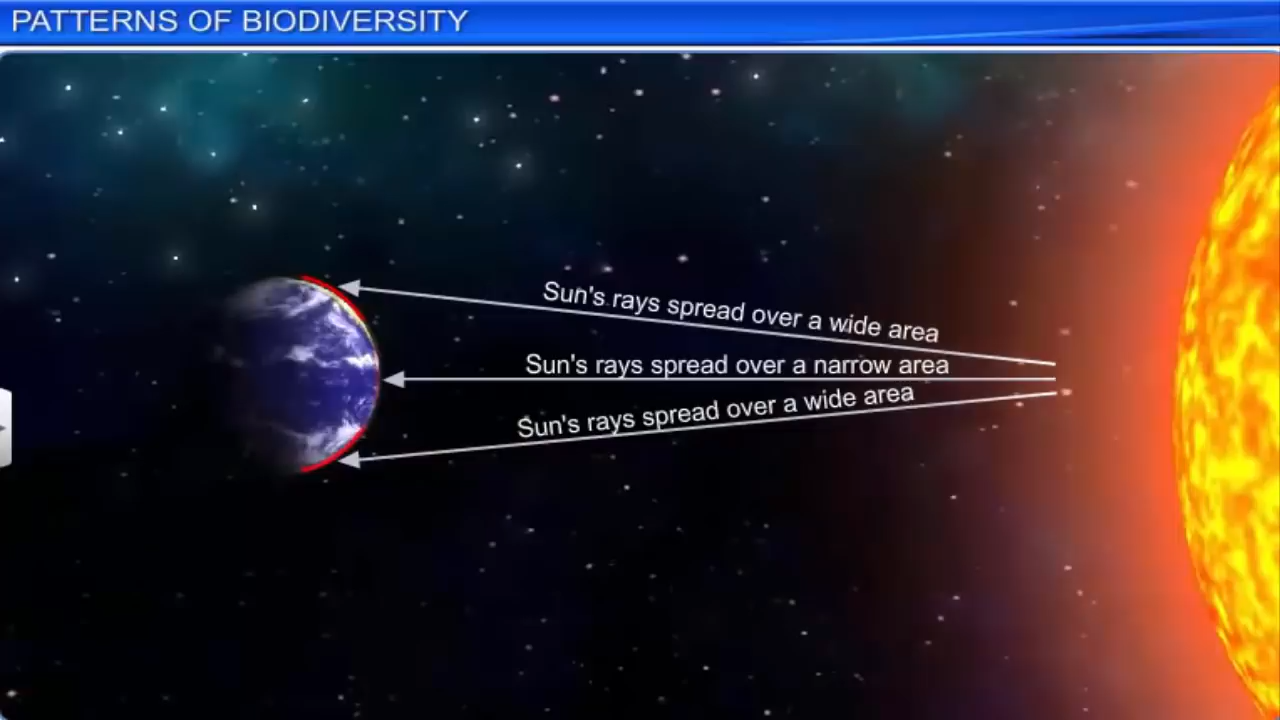 PATTERNS OF BIODIVERSITY
Sun's rays spread over a wide area
Sun's rays spread over a narrow area
Sun's rays spread over a wide area